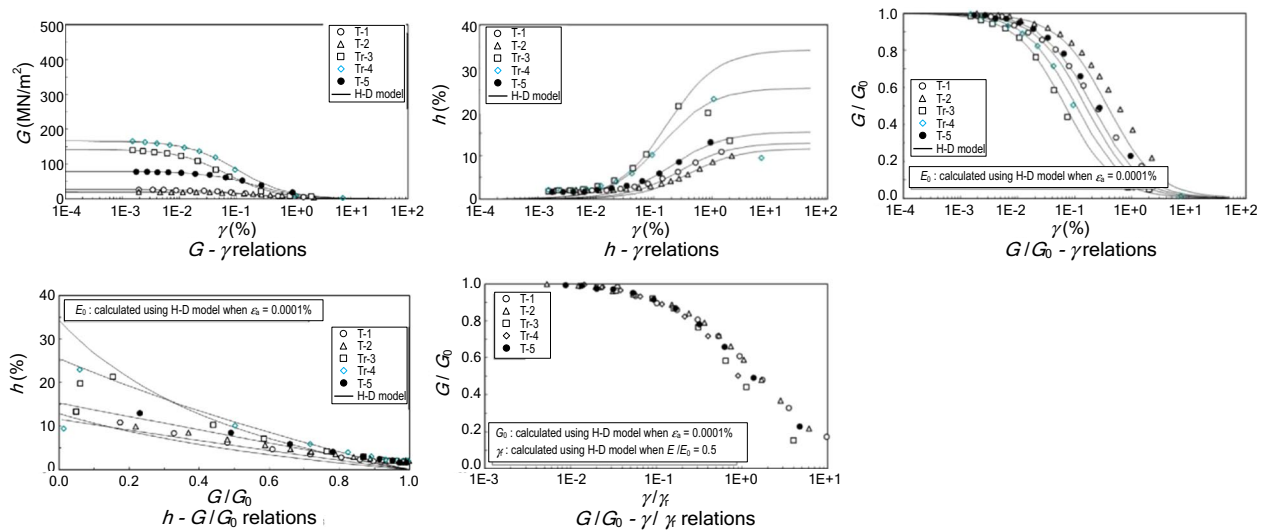 G (MN/m²)
500
400
300
200
150
100
50
0
T-1
T-2
Tr-3
Tr-4
T-5
H-D model
1E-4 1E-3 1E-2 1E-1 1E+0 1E+1 1E+2
γ(%)
G - γ relations
h (%)
40
30
20
10
0
T-1
T-2
Tr-3
Tr-4
T-5
H-D model
1E-4 1E-3 1E-2 1E-1 1E+0 1E+1 1E+2
γ(%)
h - γ relations
G / G₀
1.0
0.8
0.6
0.4
0.2
0.0
T-1
T-2
Tr-3
Tr-4
T-5
H-D model
E₀ : calculated using H-D model when εa = 0.0001%
1E-4 1E-3 1E-2 1E-1 1E+0 1E+1 1E+2
γ(%)
G/G₀ - γ relations
h (%)
40
30
20
10
0
E₀ : calculated using H-D model when εa = 0.0001%
T-1
T-2
Tr-3
Tr-4
T-5
H-D model
0.0 0.2 0.4 0.6 0.8 1.0
G/G₀
h - G/G₀ relations
G / G₀
1.0
0.8
0.6
0.4
0.2
0.0
T-1
T-2
Tr-3
Tr-4
T-5
G₀ : calculated using H-D model when εa = 0.0001%
γr : calculated using H-D model when E /E₀ = 0.5
1E-3 1E-2 1E-1 1E+0 1E+1
γ/γr
G/G₀ - γ/ γr relations